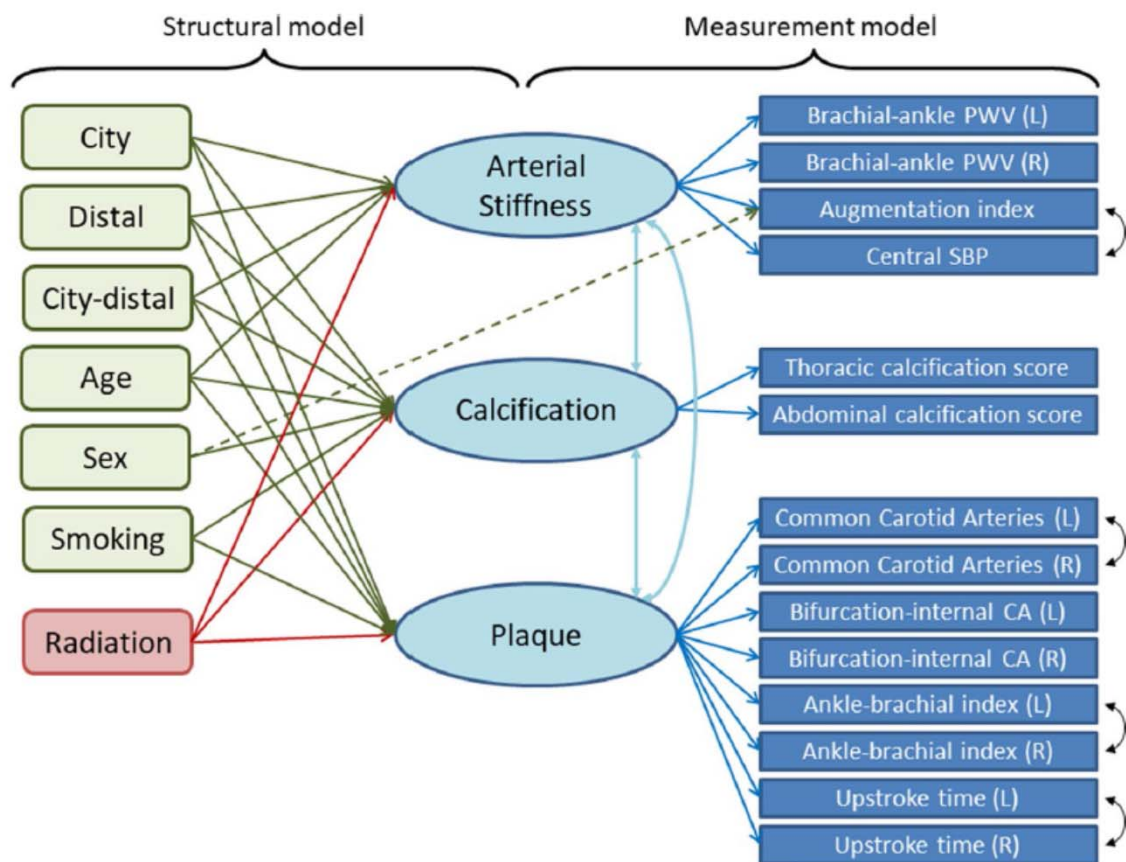 Structural model
Measurement model
City
Distal
City-distal
Age
Sex
Smoking
Radiation
Arterial
Stiffness
Calcification
Plaque
Brachial-ankle PWV (L)
Brachial-ankle PWV (R)
Augmentation index
Central SBP
Thoracic calcification score
Abdominal calcification score
Common Carotid Arteries (L)
Common Carotid Arteries (R)
Bifurcation-internal CA (L)
Bifurcation-internal CA (R)
Ankle-brachial index (L)
Ankle-brachial index (R)
Upstroke time (L)
Upstroke time (R)